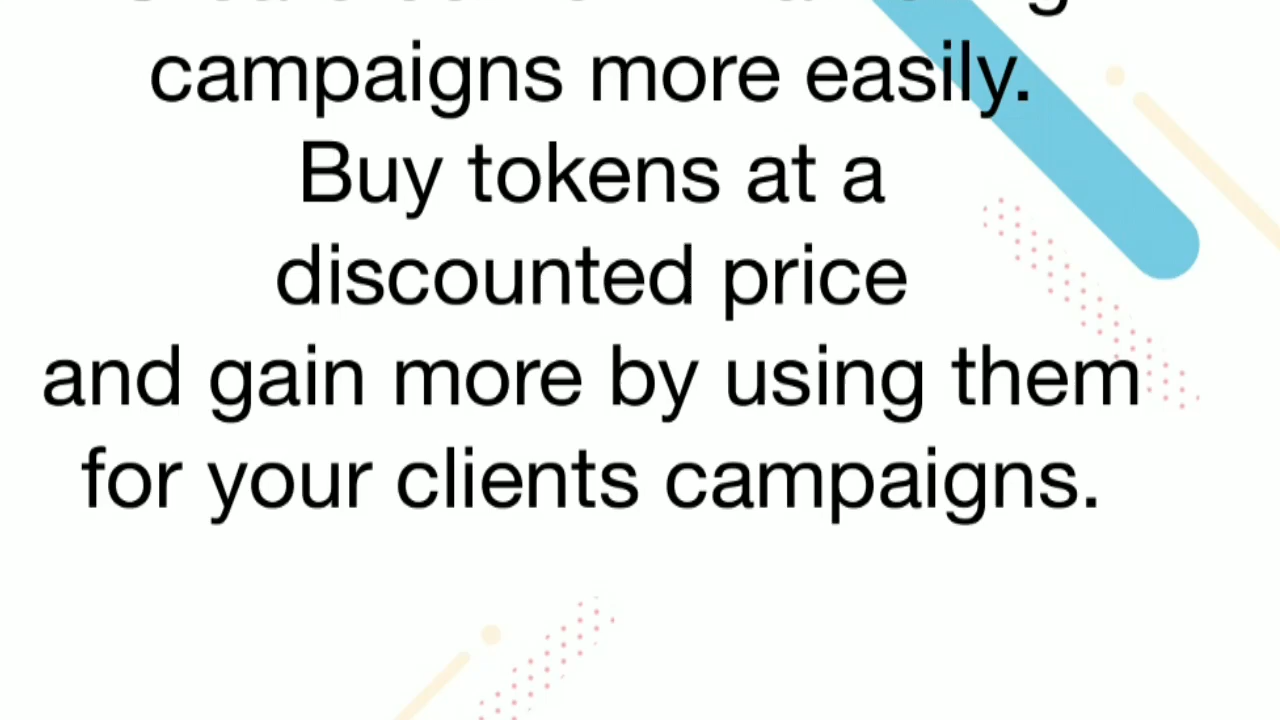 campaigns more easily.
Buy tokens at a
discounted price
and gain more by using them
for your clients campaigns.